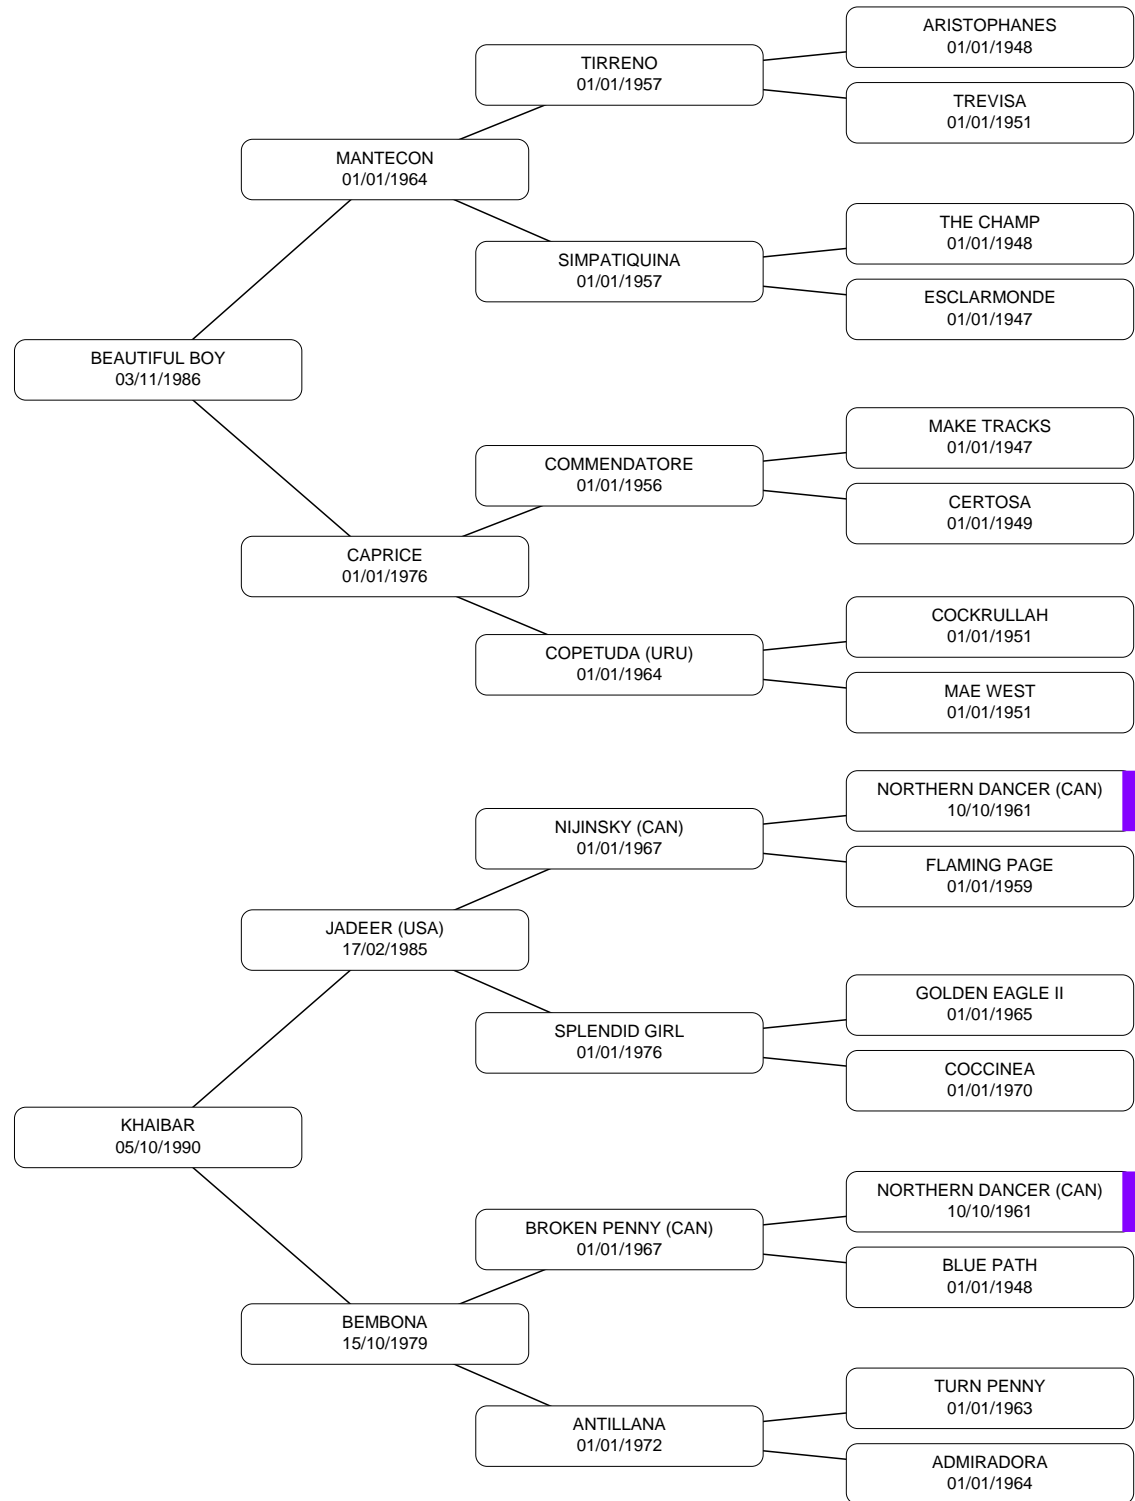 ARISTOPHANES
01/01/1948
TIRRENO
01/01/1957
TREVISA
01/01/1951
MANTECON
01/01/1964
THE CHAMP
01/01/1948
SIMPATIQUINA
01/01/1957
ESCLARMONDE
01/01/1947
BEAUTIFUL BOY
03/11/1986
MAKE TRACKS
01/01/1947
COMMENDATORE
01/01/1956
CERTOSA
01/01/1949
CAPRICE
01/01/1976
COCKRULLAH
01/01/1951
COPETUDA (URU)
01/01/1964
MAE WEST
01/01/1951
NORTHERN DANCER (CAN)
10/10/1961
NIJINSKY (CAN)
01/01/1967
FLAMING PAGE
01/01/1959
JADEER (USA)
17/02/1985
GOLDEN EAGLE II
01/01/1965
SPLENDID GIRL
01/01/1976
COCCINEA
01/01/1970
KHAIBAR
05/10/1990
NORTHERN DANCER (CAN)
10/10/1961
BROKEN PENNY (CAN)
01/01/1967
BLUE PATH
01/01/1948
BEMBONA
15/10/1979
TURN PENNY
01/01/1963
ANTILLANA
01/01/1972
ADMIRADORA
01/01/1964